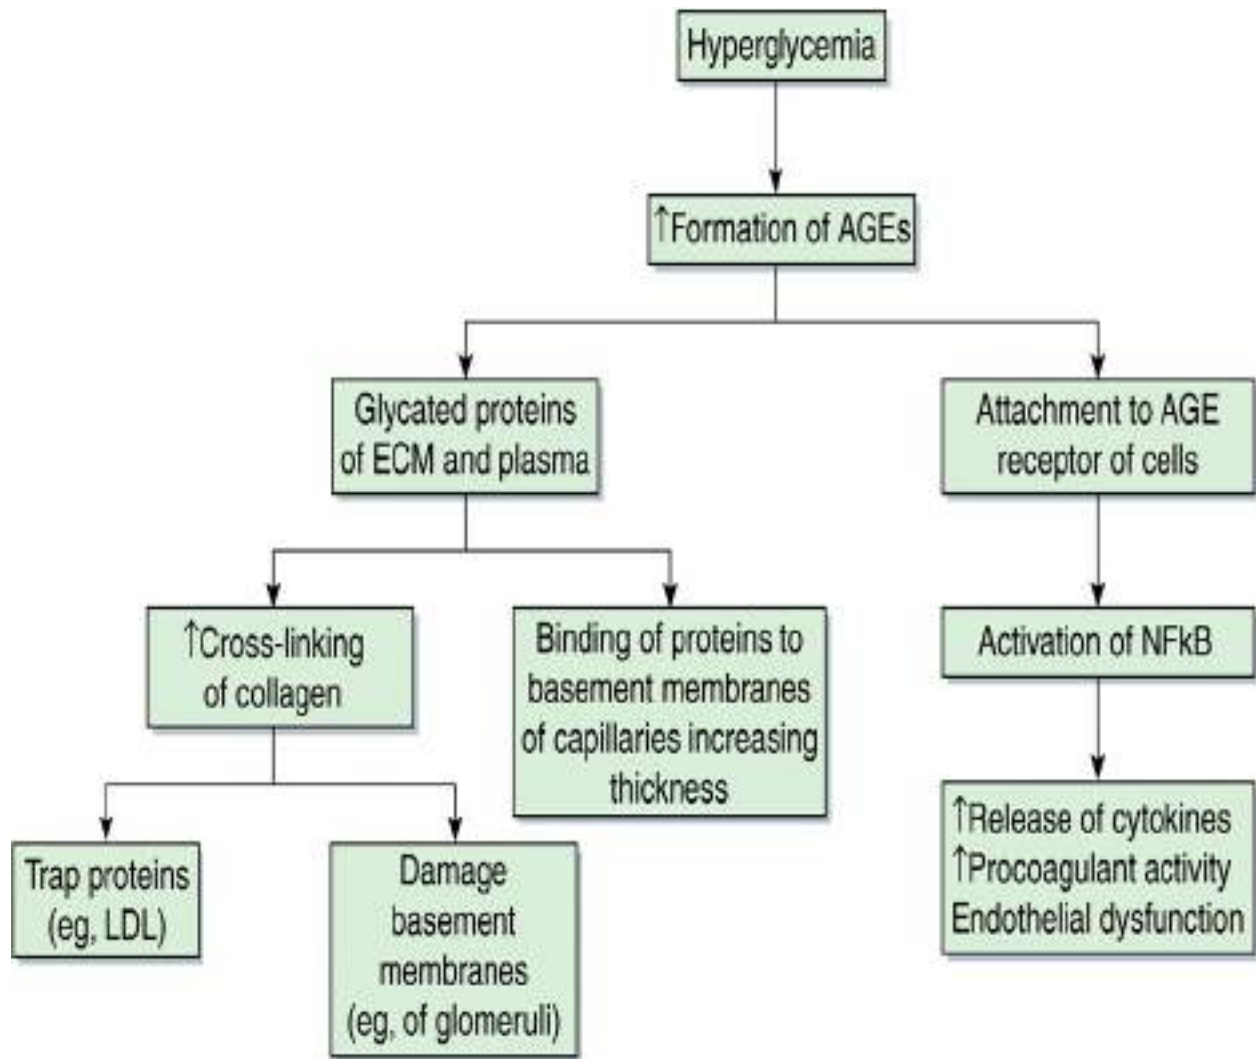 Hyperglycemia
↑Formation of AGEs
Glycated proteins
of ECM and plasma
Attachment to AGE
receptor of cells
↑Cross-linking
of collagen
Binding of proteins to
basement membranes
of capillaries increasing
thickness
Activation of NFkB
Trap proteins
(eg, LDL)
Damage
basement
membranes
(eg, of glomeruli)
↑Release of cytokines
↑Procoagulant activity
Endothelial dysfunction